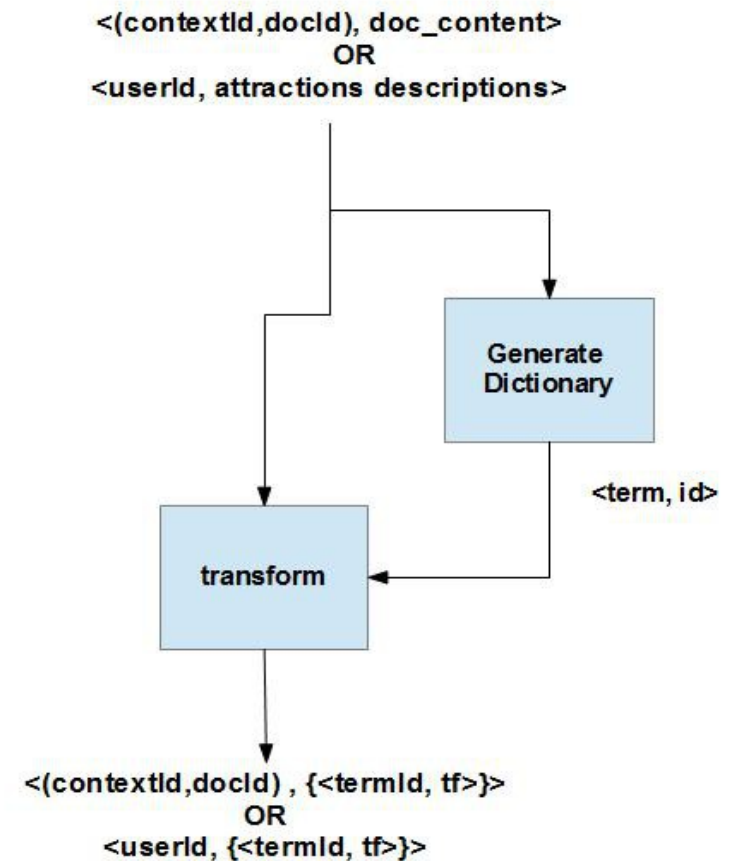 <(contextId,docId), doc_content>
OR
<userId, attractions descriptions>
Generate
Dictionary
<term, id>
transform
<(contextId,docId) , {<termId, tf>}>
OR
<userId, {<termId, tf>}>